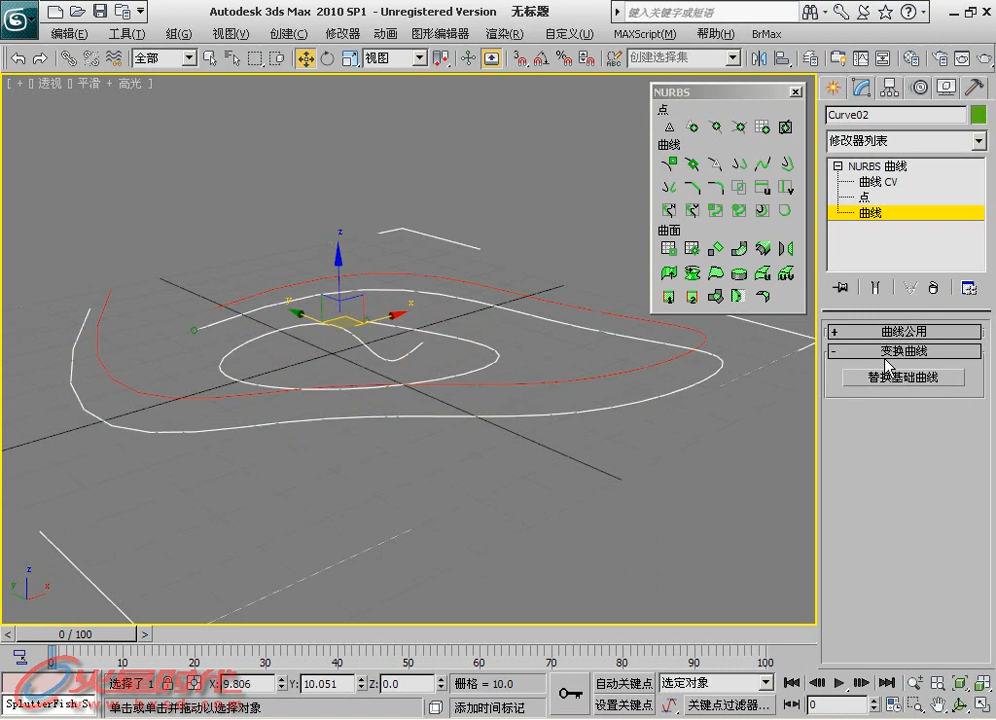 Autodesk 3ds Max 2010 SP1 - Unregistered Version 无标题
键入关键字或短语
编辑(E) 工具(T) 组(G) 视图(V) 创建(C) 修改器 动画 图形编辑器 渲染(R) 自定义(U) MAXScript(M) 帮助(H) BrMax
全部 视图 创建选择集
[ + [] 透视 [] 平滑 + 高光 ]
NURBS
点
曲线
曲面
Curve02
修改器列表
NURBS 曲线
曲线 CV
点
曲线
+ 曲线公用
- 变换曲线
替换基础曲线
z
y
x
z
y
x
0 / 100
0 10 20 30 40 50 60 70 80 90 100
选择了 1 X: 9.806 Y: 10.051 Z: 0.0 栅格 = 10.0 自动关键点 选定对象
SplutterFish 单击或单击并拖动以选择对象 添加时间标记 设置关键点 关键点过滤器... 0
火星时代